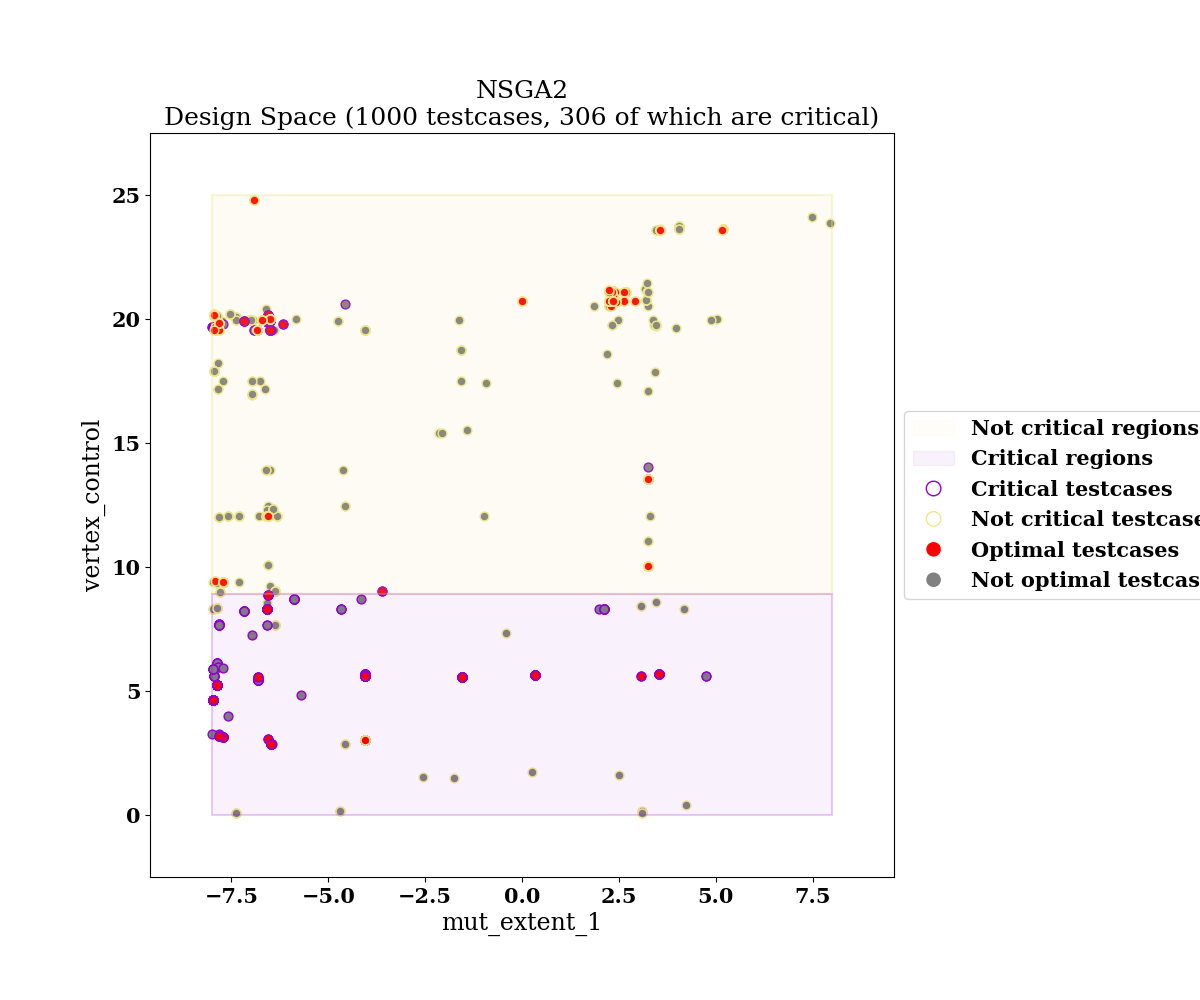 NSGA2
Design Space (1000 testcases, 306 of which are critical)
25
20
15
10
5
0
vertex_control
−7.5 −5.0 −2.5 0.0 2.5 5.0 7.5
mut_extent_1
Not critical regions
Critical regions
Critical testcases
Not critical testcase
Optimal testcases
Not optimal testcas